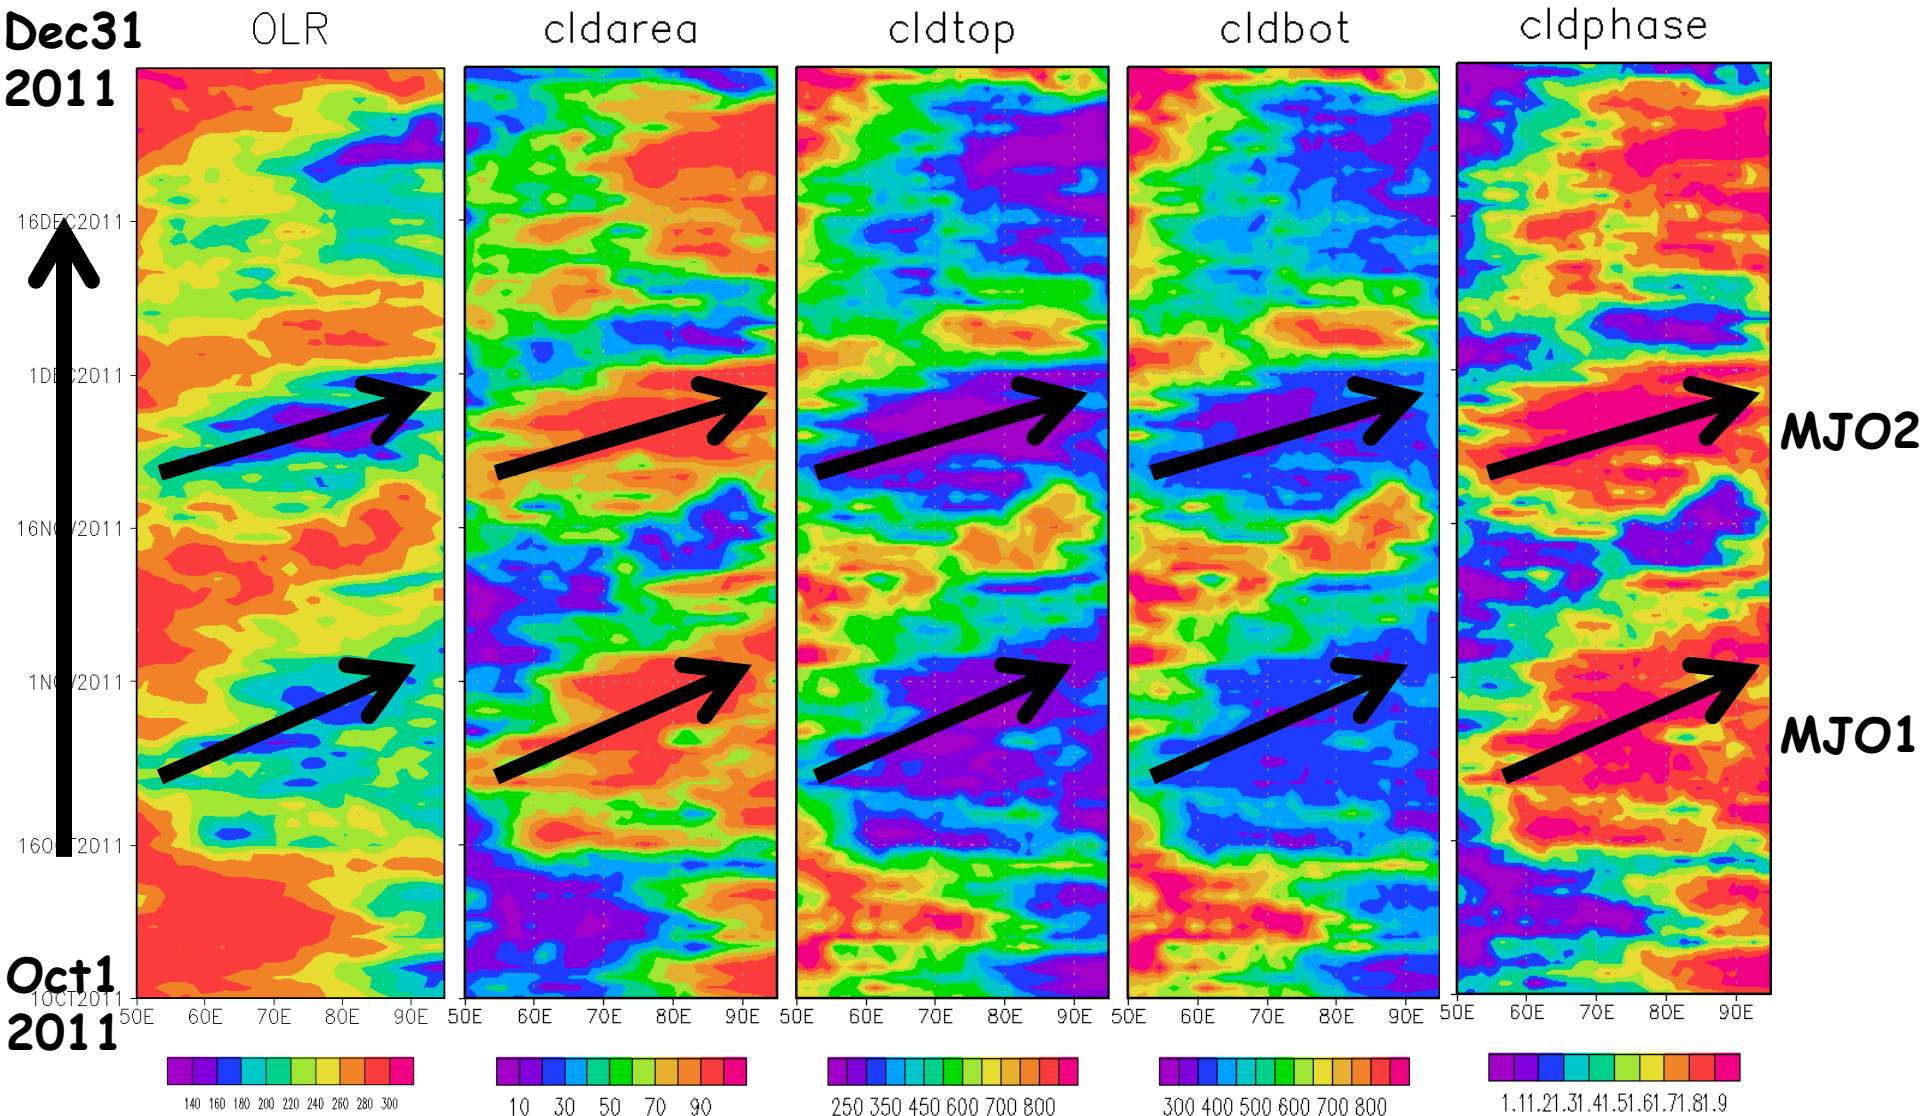 Dec31
2011
OLR
cldarea
cldtop
cldbot
cldphase
16DEC2011
1DEC2011
MJO2
16NOV2011
1NOV2011
MJO1
16OCT2011
Oct1
2011
1OCT2011
50E 60E 70E 80E 90E
50E 60E 70E 80E 90E
50E 60E 70E 80E 90E
50E 60E 70E 80E 90E
50E 60E 70E 80E 90E
140 160 180 200 220 240 260 280 300
10 30 50 70 90
250 350 450 600 700 800
300 400 500 600 700 800
1.11.21.31.41.51.61.71.81.9